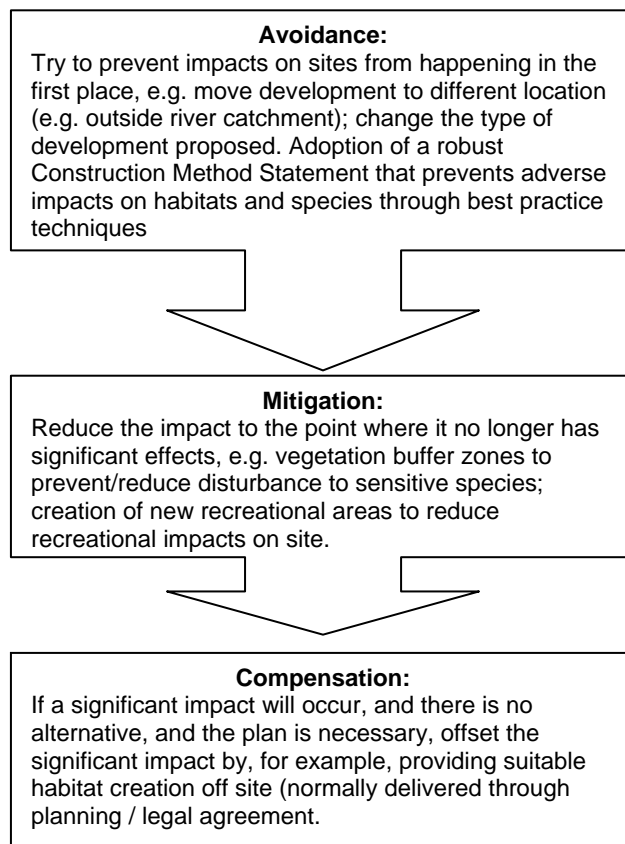 Avoidance:
Try to prevent impacts on sites from happening in the
first place, e.g. move development to different location
(e.g. outside river catchment); change the type of
development proposed. Adoption of a robust
Construction Method Statement that prevents adverse
impacts on habitats and species through best practice
techniques
Mitigation:
Reduce the impact to the point where it no longer has
significant effects, e.g. vegetation buffer zones to
prevent/reduce disturbance to sensitive species;
creation of new recreational areas to reduce
recreational impacts on site.
Compensation:
If a significant impact will occur, and there is no
alternative, and the plan is necessary, offset the
significant impact by, for example, providing suitable
habitat creation off site (normally delivered through
planning / legal agreement.